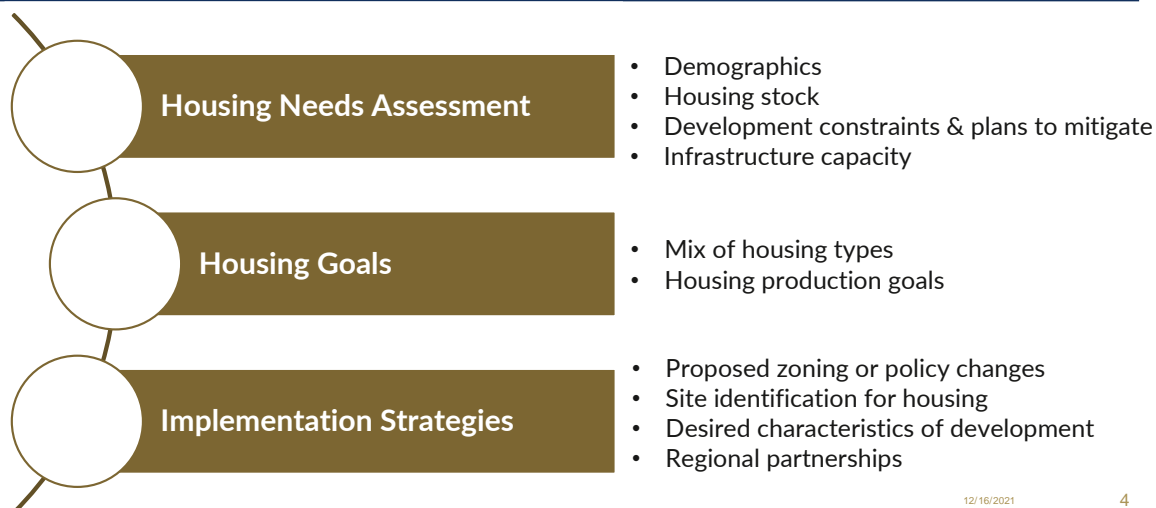 Housing Needs Assessment
• Demographics
• Housing stock
• Development constraints & plans to mitigate
• Infrastructure capacity
Housing Goals
• Mix of housing types
• Housing production goals
Implementation Strategies
• Proposed zoning or policy changes
• Site identification for housing
• Desired characteristics of development
• Regional partnerships
12/16/2021
4